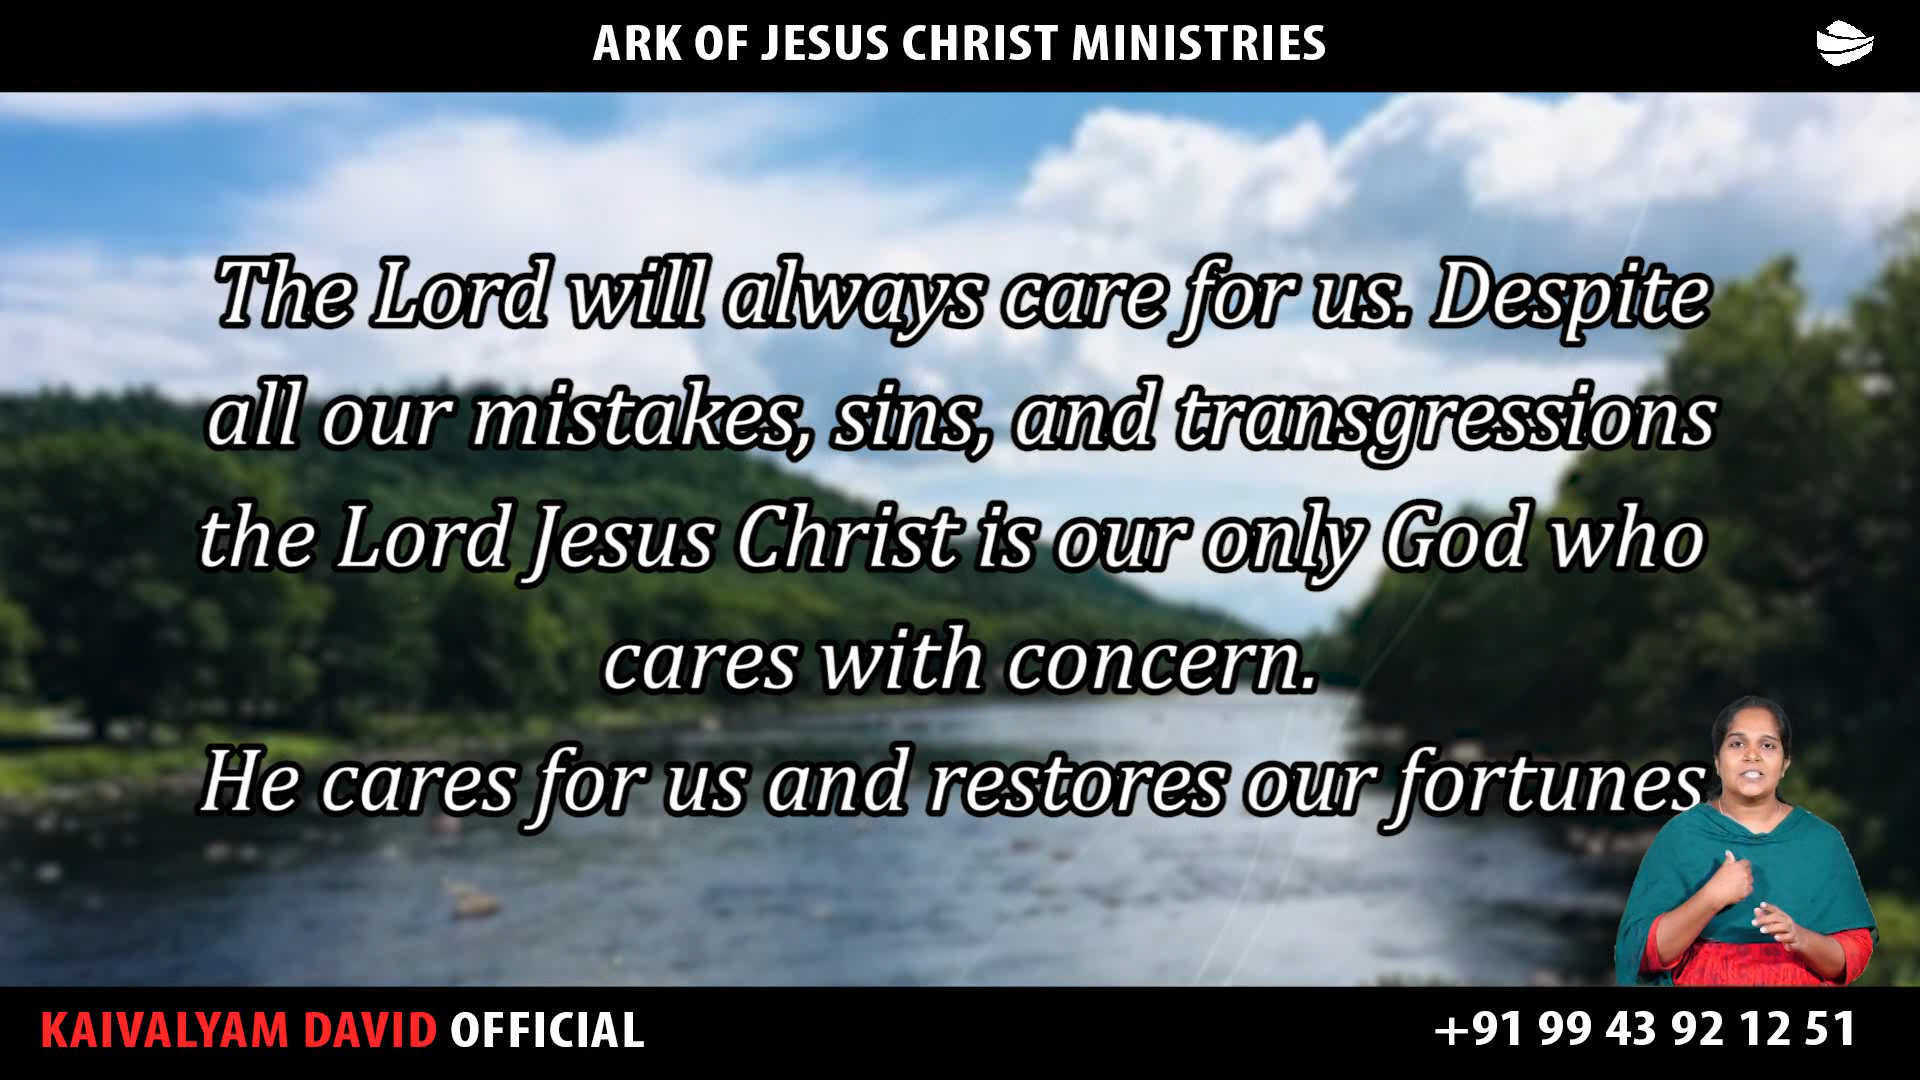 ARK OF JESUS CHRIST MINISTRIES
The Lord will always care for us. Despite
all our mistakes, sins, and transgressions
the Lord Jesus Christ is our only God who
cares with concern.
He cares for us and restores our fortunes
KAIVALYAM DAVID OFFICIAL
+91 99 43 92 12 51